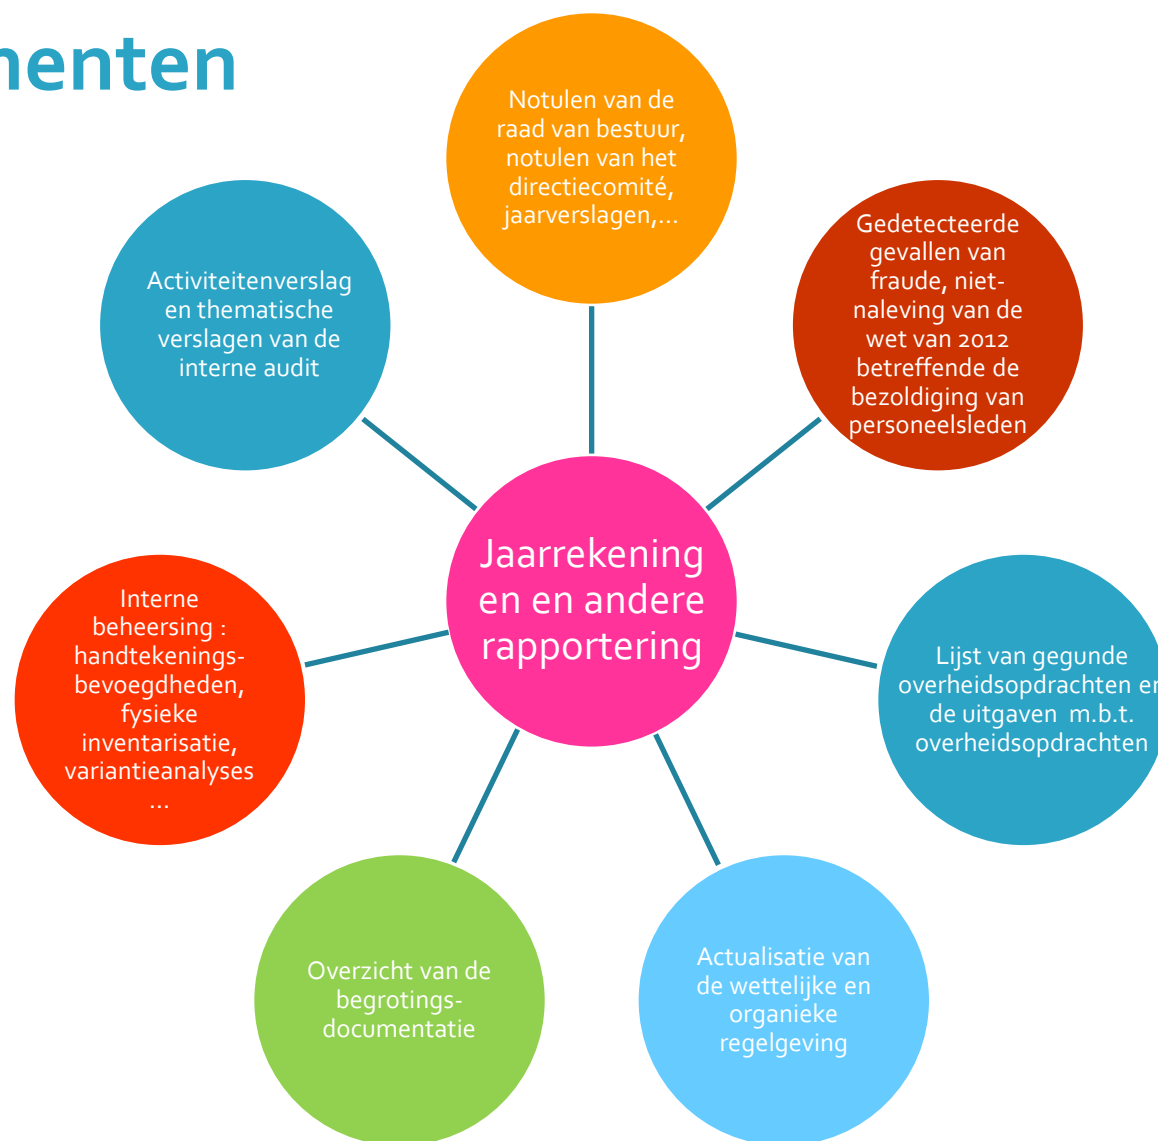 menten
Notulen van de
raad van bestuur,
notulen van het
directiecomité,
jaarverslagen,...
Gedetecteerde
gevallen van
fraude, niet-
naleving van de
wet van 2012
betreffende de
bezoldiging van
personeelsleden
Activiteitenverslag
en thematische
verslagen van de
interne audit
Jaarrekening
en en andere
rapportering
Interne
beheersing :
handtekenings-
bevoegdheden,
fysieke
inventarisatie,
variantieanalyses
...
Lijst van gegunde
overheidsopdrachten en
de uitgaven m.b.t.
overheidsopdrachten
Overzicht van de
begrotings-
documentatie
Actualisatie van
de wettelijke en
organieke
regelgeving